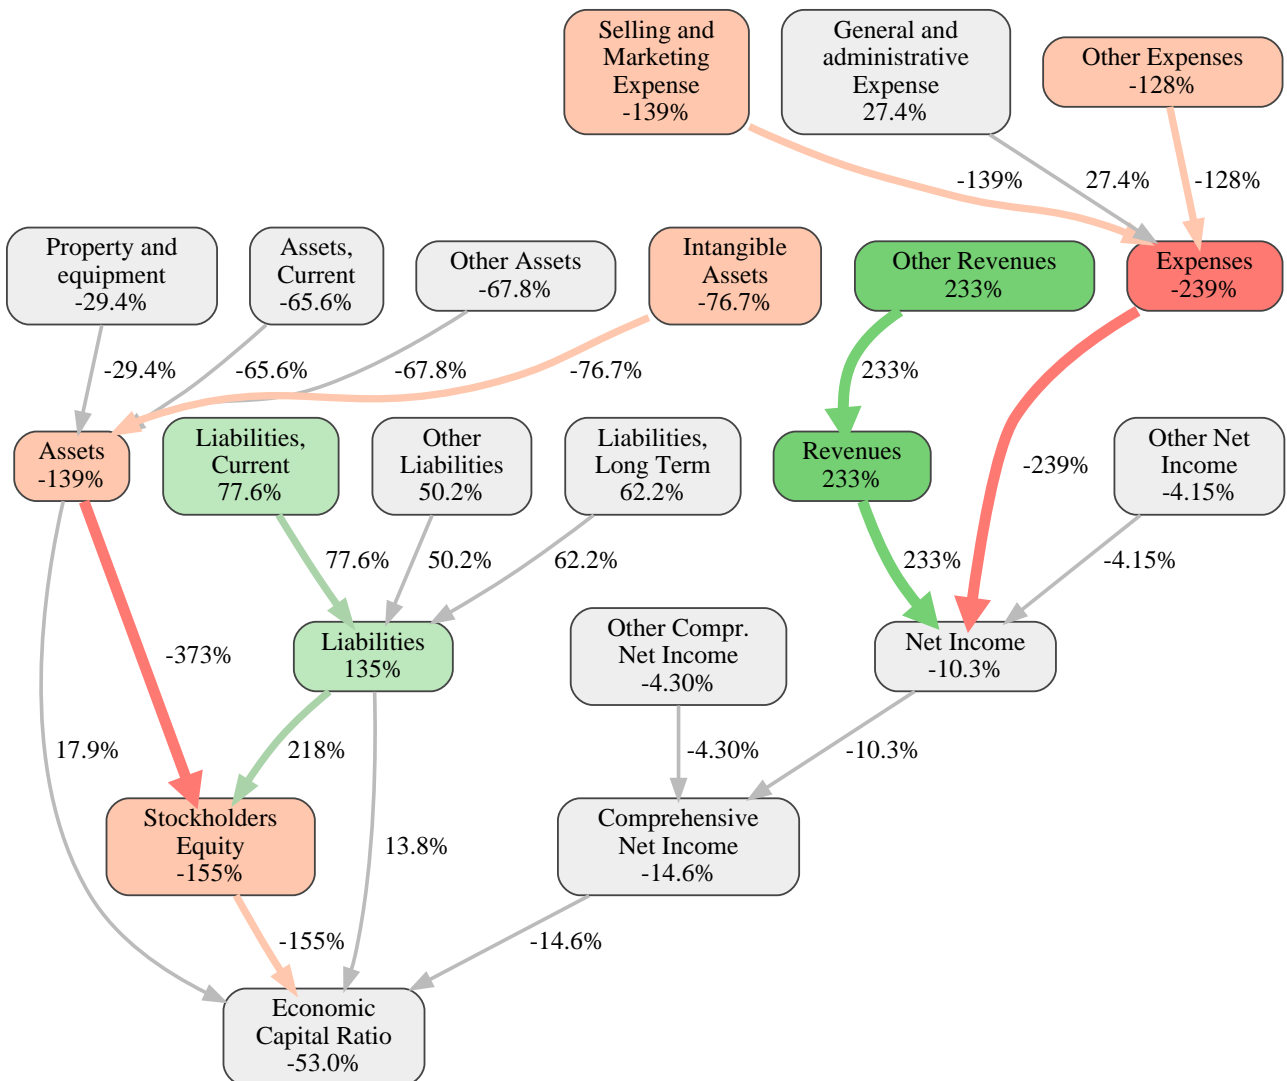 Selling and
Marketing
Expense
-139%
General and
administrative
Expense
27.4%
Other Expenses
-128%
-139%
27.4%
-128%
Property and
equipment
-29.4%
Assets,
Current
-65.6%
Other Assets
-67.8%
Intangible
Assets
-76.7%
Other Revenues
233%
Expenses
-239%
-29.4%
-65.6%
-67.8%
-76.7%
233%
Assets
-139%
Liabilities,
Current
77.6%
Other
Liabilities
50.2%
Liabilities,
Long Term
62.2%
Revenues
233%
-239%
Other Net
Income
-4.15%
77.6%
50.2%
62.2%
233%
-4.15%
-373%
Liabilities
135%
Other Compr.
Net Income
-4.30%
Net Income
-10.3%
17.9%
218%
-4.30%
-10.3%
Stockholders
Equity
-155%
13.8%
Comprehensive
Net Income
-14.6%
-155%
-14.6%
Economic
Capital Ratio
-53.0%